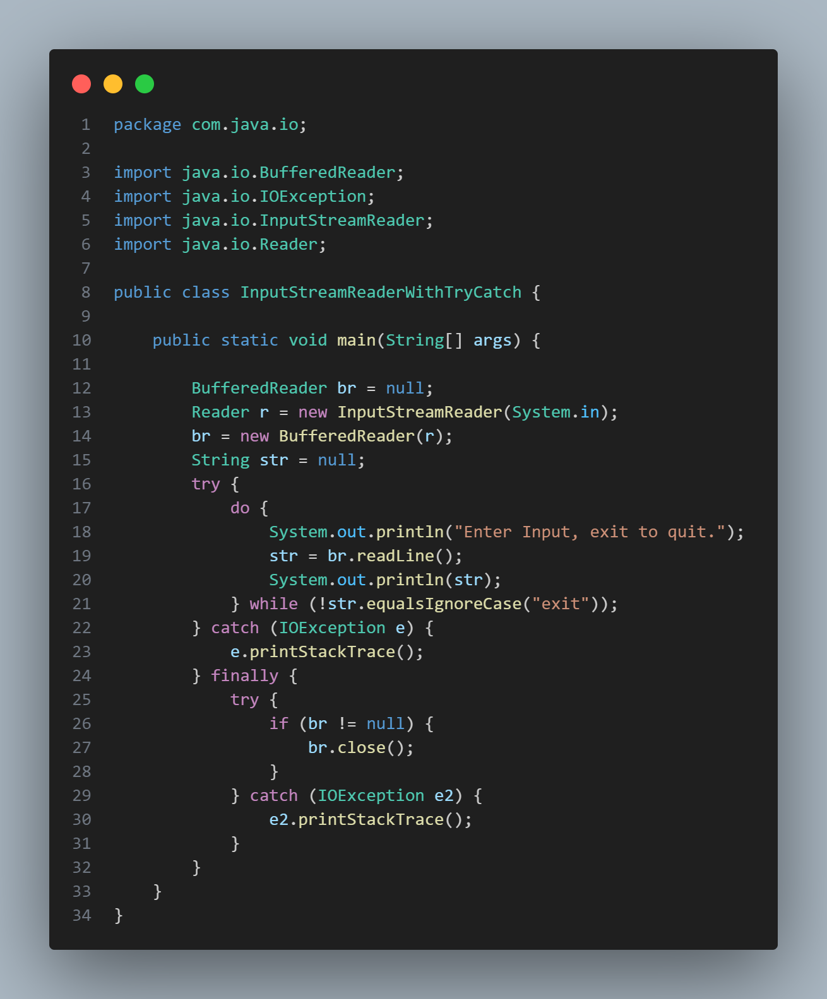 1 package com.java.io;
2
3 import java.io.BufferedReader;
4 import java.io.IOException;
5 import java.io.InputStreamReader;
6 import java.io.Reader;
7
8 public class InputStreamReaderWithTryCatch {
9
10     public static void main(String[] args) {
11
12         BufferedReader br = null;
13         Reader r = new InputStreamReader(System.in);
14         br = new BufferedReader(r);
15         String str = null;
16         try {
17             do {
18                 System.out.println("Enter Input, exit to quit.");
19                 str = br.readLine();
20                 System.out.println(str);
21             } while (!str.equalsIgnoreCase("exit"));
22         } catch (IOException e) {
23             e.printStackTrace();
24         } finally {
25             try {
26                 if (br != null) {
27                     br.close();
28                 }
29             } catch (IOException e2) {
30                 e2.printStackTrace();
31             }
32         }
33     }
34 }